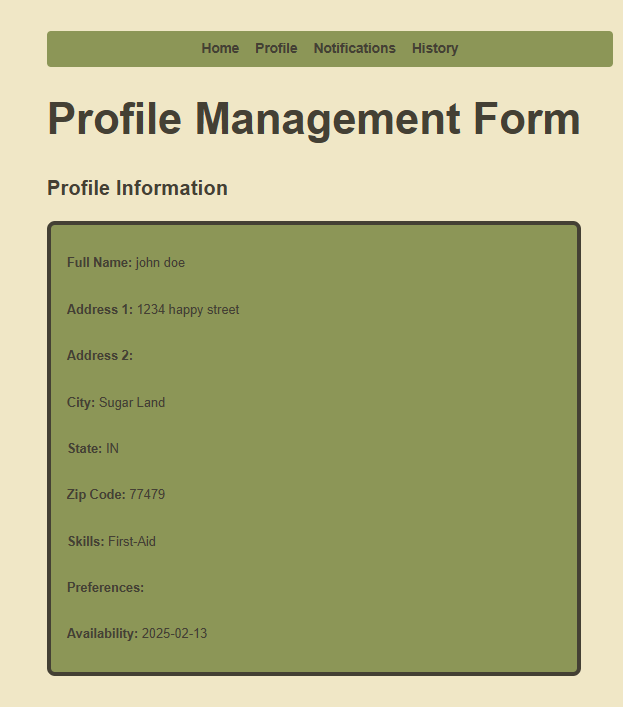 Home Profile Notifications History
Profile Management Form
Profile Information
Full Name: john doe
Address 1: 1234 happy street
Address 2:
City: Sugar Land
State: IN
Zip Code: 77479
Skills: First-Aid
Preferences:
Availability: 2025-02-13